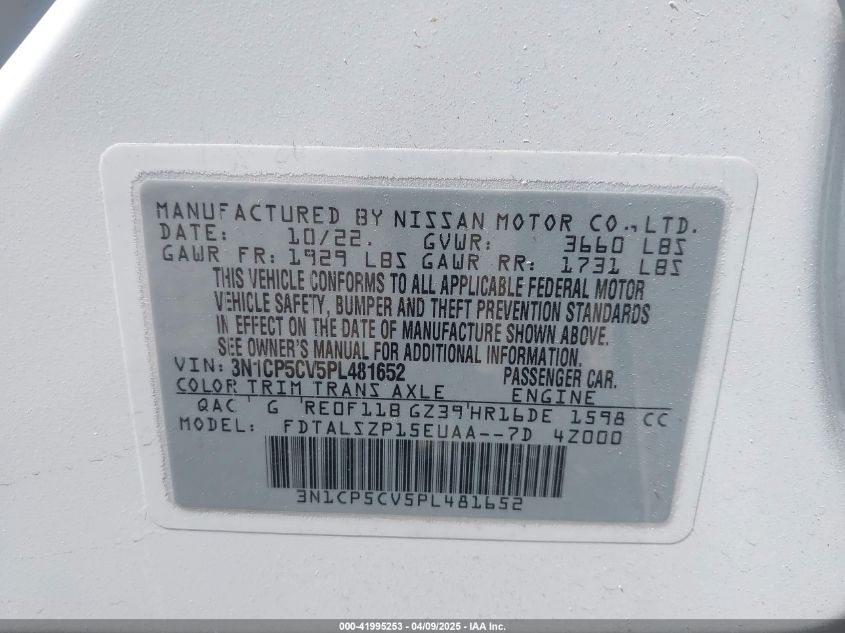 MANUFACTURED BY NISSAN MOTOR CO., LTD.
DATE: 10/22. GVWR: 3660 LBS
GAWR FR: 1929 LBS GAWR RR: 1731 LBS
THIS VEHICLE CONFORMS TO ALL APPLICABLE FEDERAL MOTOR
VEHICLE SAFETY, BUMPER AND THEFT PREVENTION STANDARDS
IN EFFECT ON THE DATE OF MANUFACTURE SHOWN ABOVE.
SEE OWNER'S MANUAL FOR ADDITIONAL INFORMATION.
VIN: 3N1CP5CV5PL481652 PASSENGER CAR.
COLOR TRIM TRANS AXLE ENGINE
QAC G RE0F11B GZ39 HR16DE 1598 CC
MODEL: FDTALSZP15EUAA--7D 4Z000
3N1CP5CV5PL481652
000-41995253 - 04/09/2025 - IAA Inc.